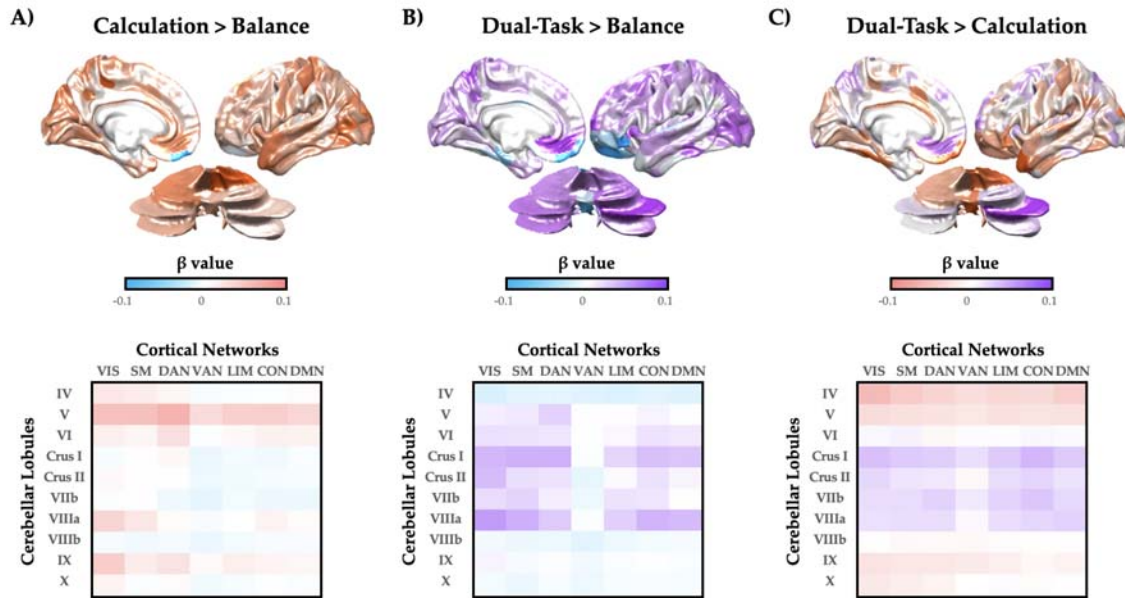 A)
Calculation > Balance
β value
-0.1 0 0.1
Cortical Networks
VIS SM DAN VAN LIM CON DMN
Cerebellar Lobules
IV
V
VI
Crus I
Crus II
VIIb
VIIIa
VIIIb
IX
X
B)
Dual-Task > Balance
β value
-0.1 0 0.1
Cortical Networks
VIS SM DAN VAN LIM CON DMN
Cerebellar Lobules
IV
V
VI
Crus I
Crus II
VIIb
VIIIa
VIIIb
IX
X
C)
Dual-Task > Calculation
β value
-0.1 0 0.1
Cortical Networks
VIS SM DAN VAN LIM CON DMN
Cerebellar Lobules
IV
V
VI
Crus I
Crus II
VIIb
VIIIa
VIIIb
IX
X